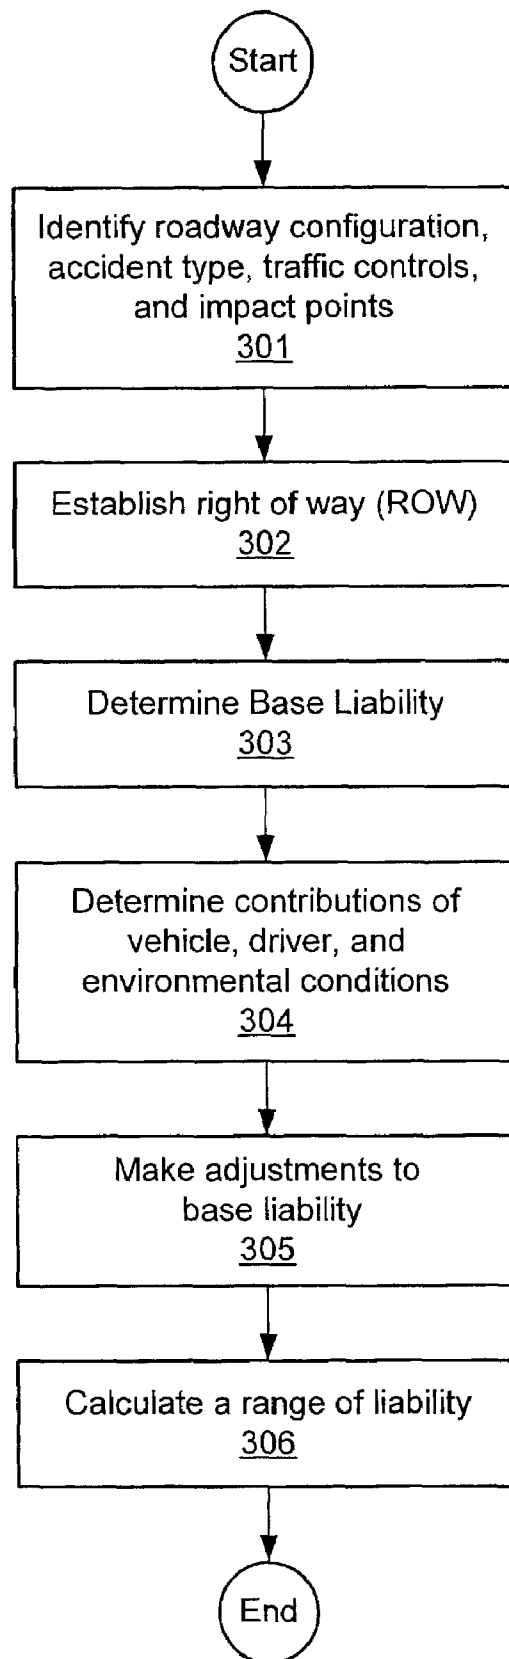 Start
Identify roadway configuration,
accident type, traffic controls,
and impact points
301
Establish right of way (ROW)
302
Determine Base Liability
303
Determine contributions of
vehicle, driver, and
environmental conditions
304
Make adjustments to
base liability
305
Calculate a range of liability
306
End